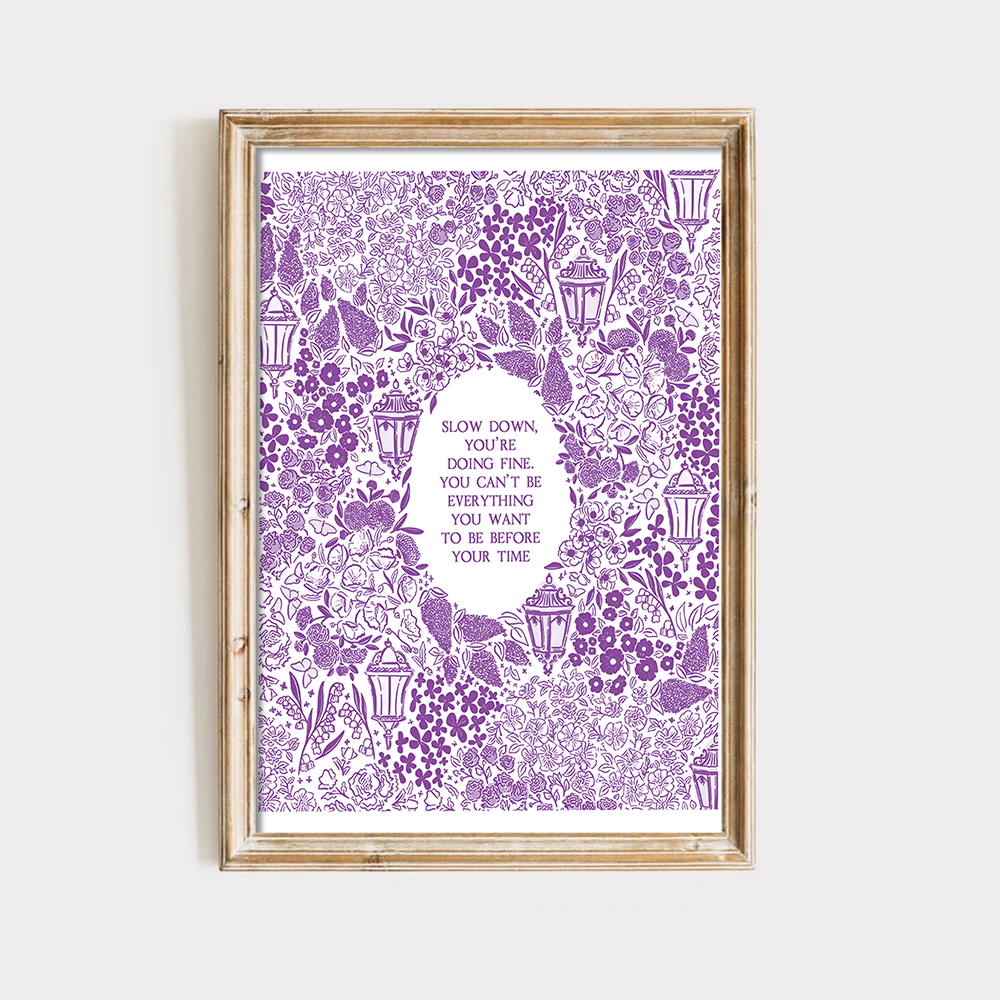 SLOW DOWN,
YOU'RE
DOING FINE.
YOU CAN'T BE
EVERYTHING
YOU WANT
TO BE BEFORE
YOUR TIME